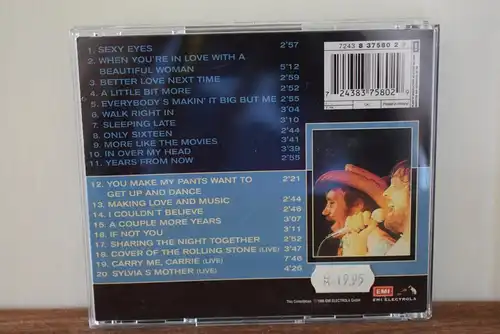 1. SEXY EYES 2'57
2. WHEN YOU'RE IN LOVE WITH A
BEAUTIFUL WOMAN 5'12
3. BETTER LOVE NEXT TIME 2'59
4. A LITTLE BIT MORE 2'52
5. EVERYBODY'S MAKIN' IT BIG BUT ME 2'55
6. WALK RIGHT IN 3'04
7. SLEEPING LATE 3'10
8. ONLY SIXTEEN 2'44
9. MORE LIKE THE MOVIES 3'41
10. IN OVER MY HEAD 3'39
11. YEARS FROM NOW 2'55
12. YOU MAKE MY PANTS WANT TO
GET UP AND DANCE 2'21
13. MAKING LOVE AND MUSIC 2'44
14. I COULDN'T BELIEVE 2'48
15. A COUPLE MORE YEARS 3'07
16. IF NOT YOU 3'11
17. SHARING THE NIGHT TOGETHER 2'52
18. COVER OF THE ROLLING STONE (LIVE) 3'47
19. CARRY ME, CARRIE (LIVE) 7'48
20. SYLVIA'S MOTHER (LIVE) 4'26
7243 8 37580 2
7 24383 75802
19.95
EMI
EMI ELECTROLA